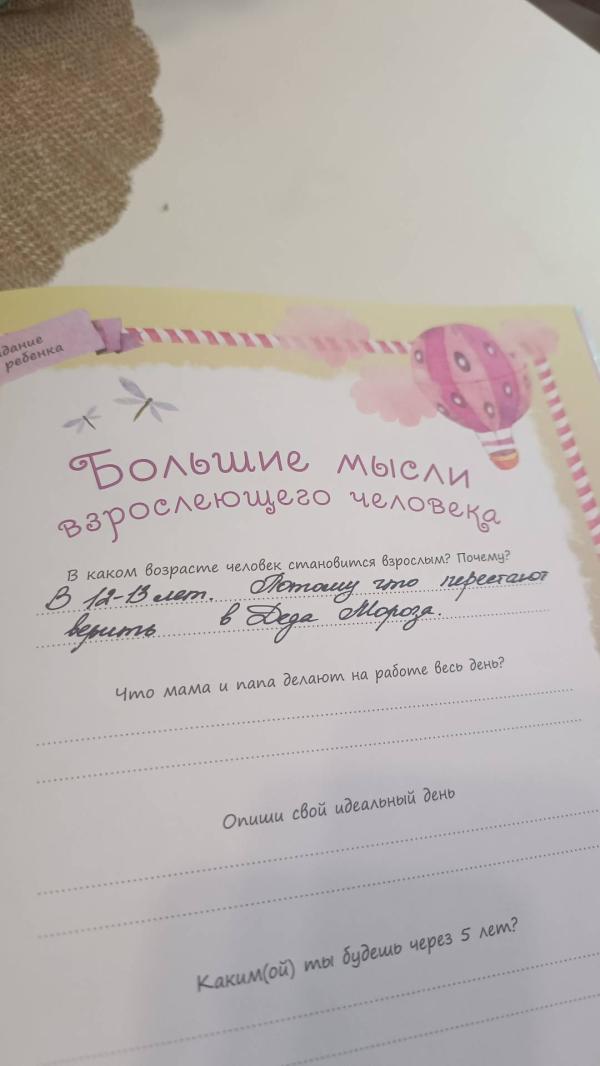 дание
ребенка
Большие мысли
взрослеющего человека
В каком возрасте человек становится взрослым? Почему?
В 12-13 лет. Потому что перестают
верить в Деда Мороза.
Что мама и папа делают на работе весь день?
Опиши свой идеальный день
Каким(ой) ты будешь через 5 лет?